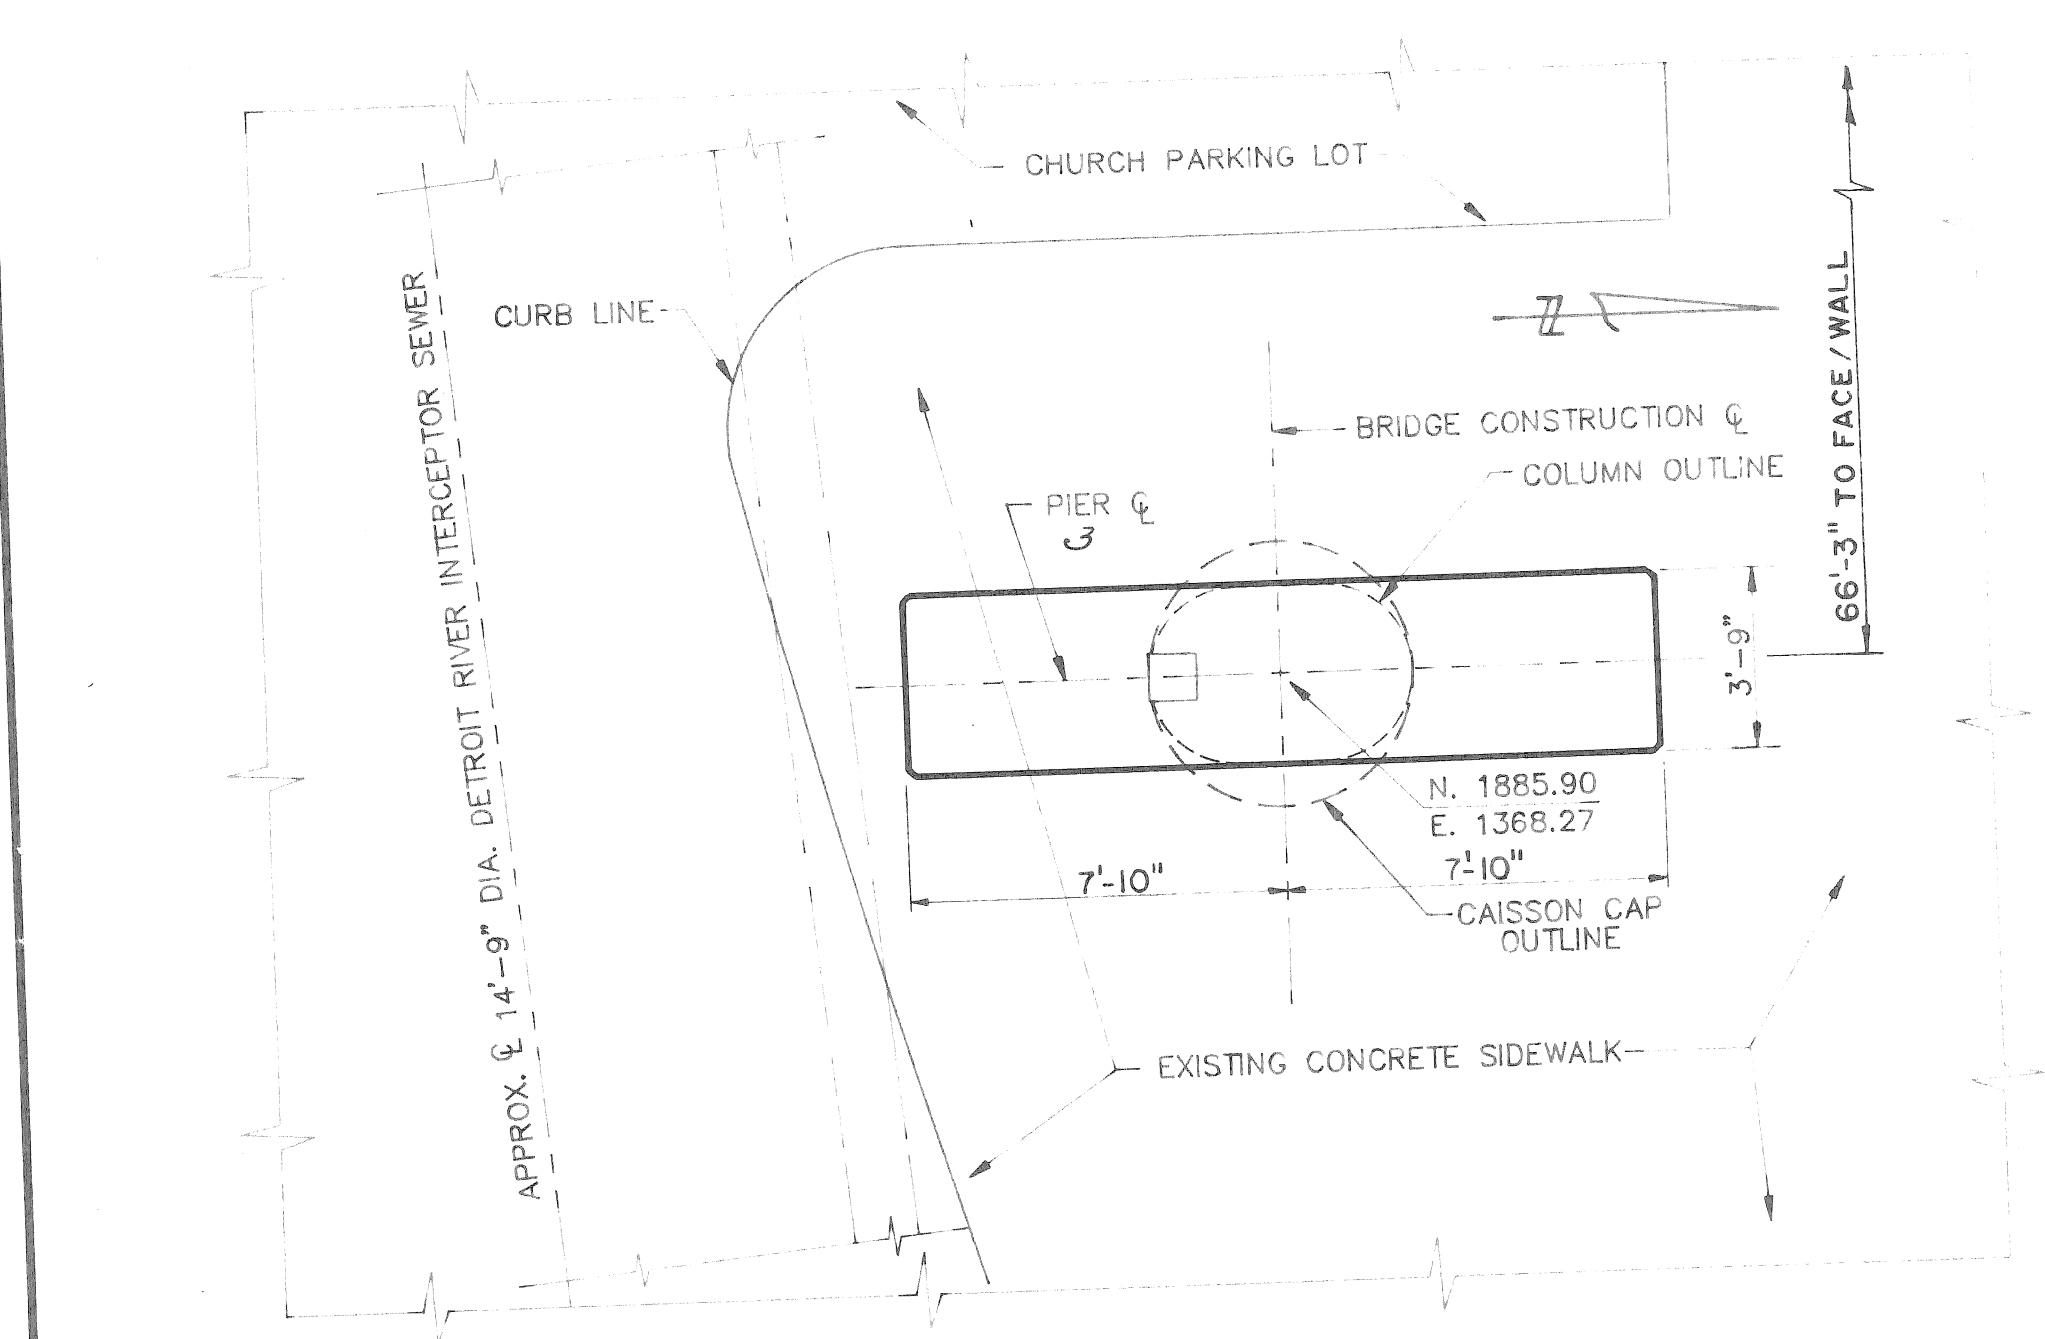 CHURCH PARKING LOT
CURB LINE
N
BRIDGE CONSTRUCTION ℄
COLUMN OUTLINE
PIER ℄
3
66'-3" TO FACE/WALL
3'-9"
N. 1885.90
E. 1368.27
7'-10"
7'-10"
CAISSON CAP
OUTLINE
EXISTING CONCRETE SIDEWALK
APPROX. ℄ 14'-9" DIA. DETROIT RIVER INTERCEPTOR SEWER